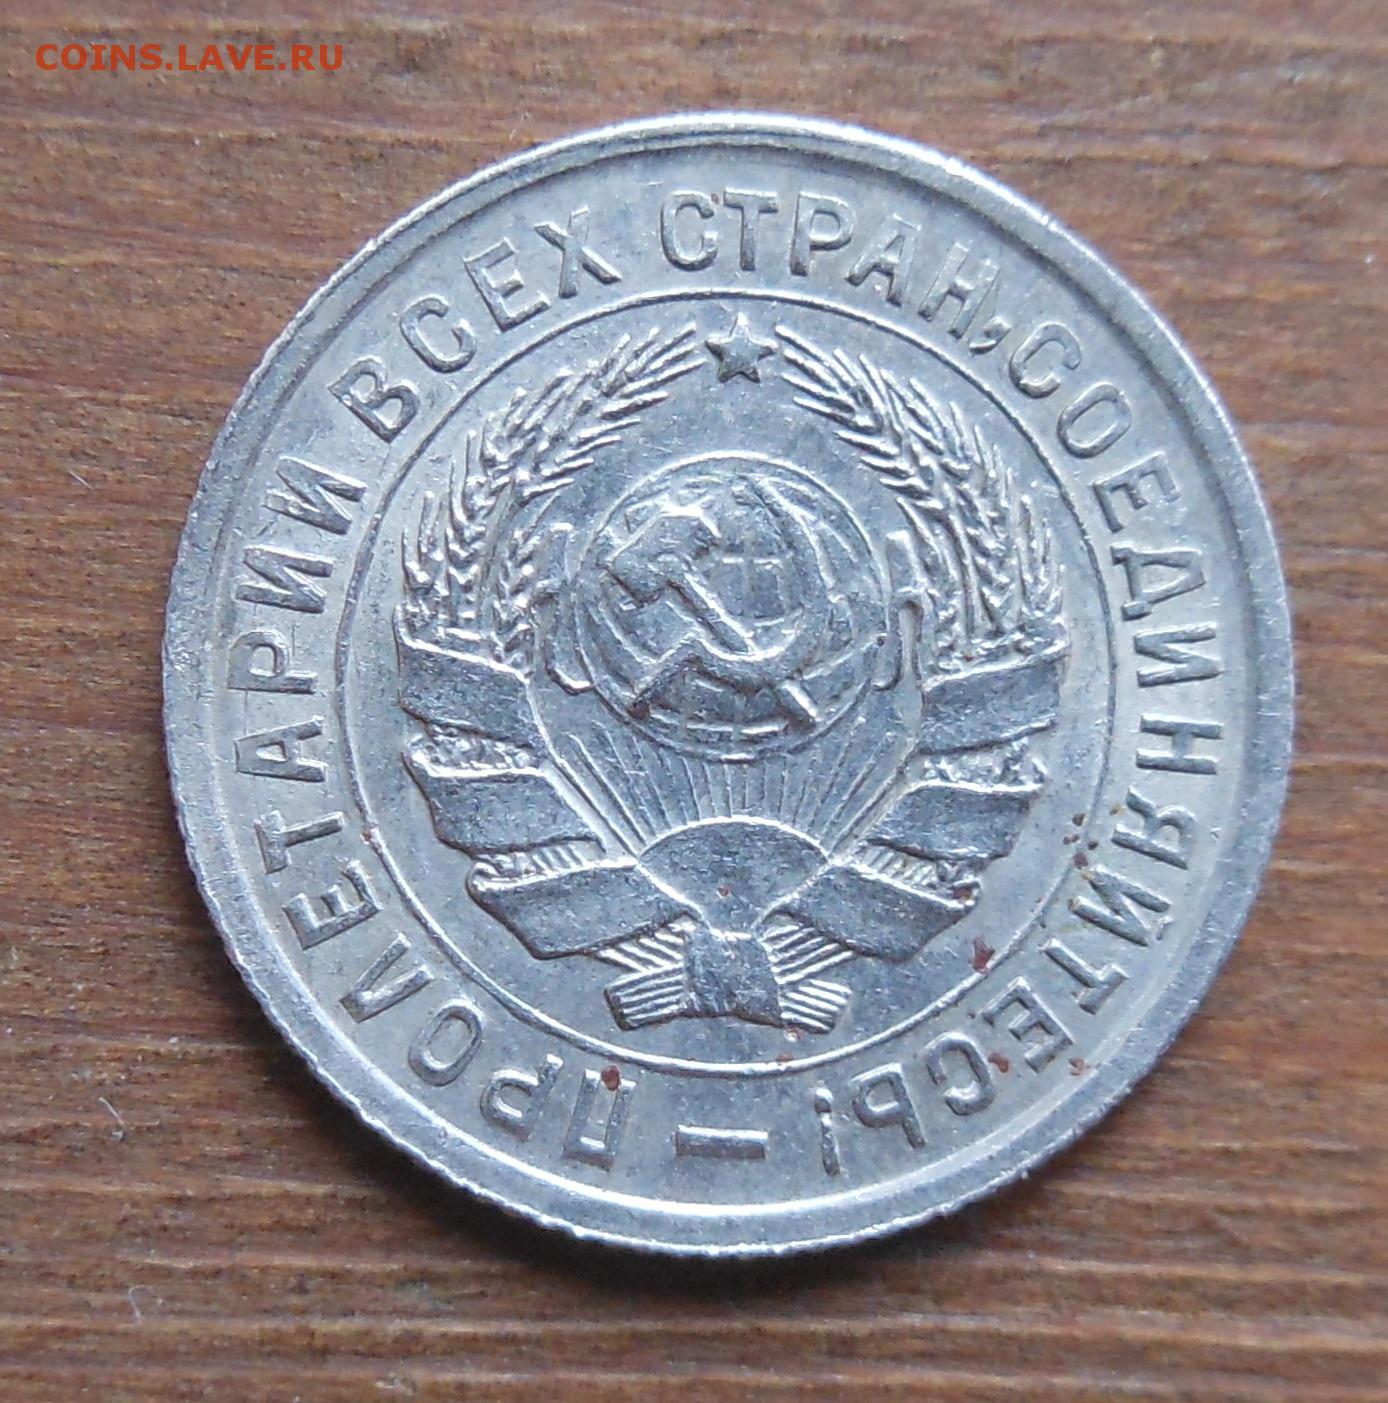 COINS.LAVE.RU
ПРОЛЕТАРИИ ВСЕХ СТРАН, СОЕДИНЯЙТЕСЬ! —